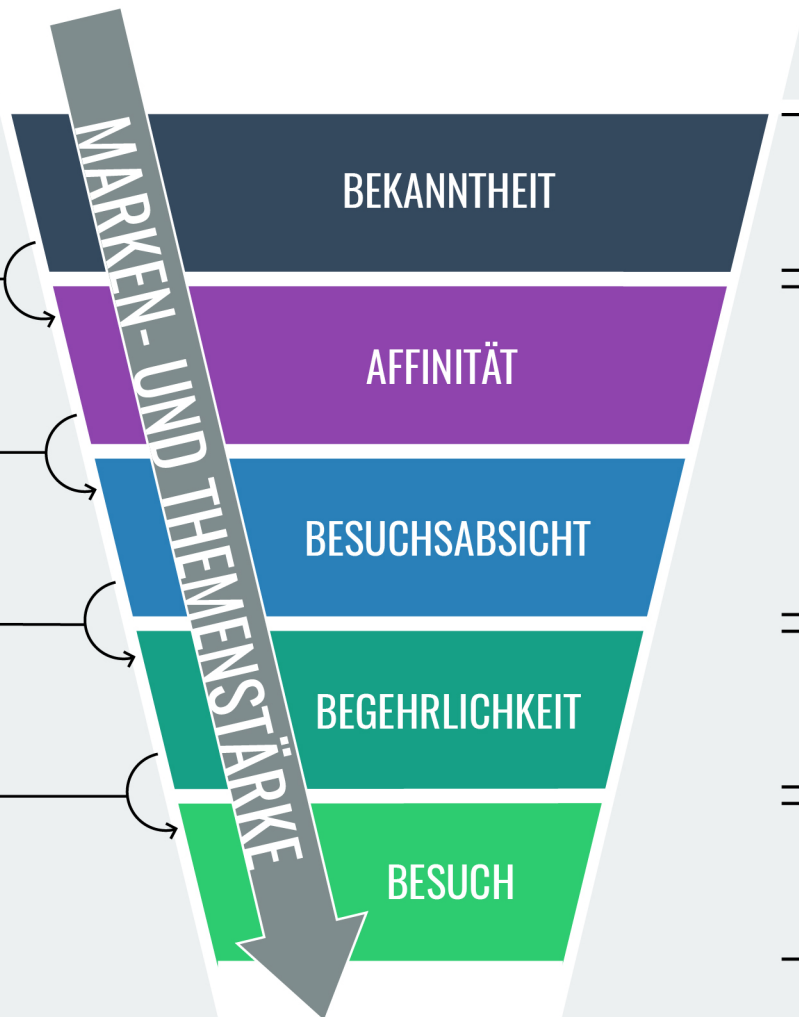 MARKEN- UND THEMENSTÄRKE
BEKANNTHEIT
AFFINITÄT
BESUCHSABSICHT
BEGEHRLICHKEIT
BESUCH